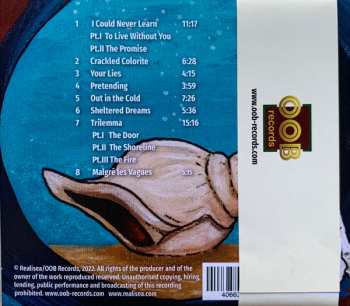 1 I Could Never Learn 11:17
Pt.I To Live Without You
Pt.II The Promise
2 Crackled Colorite 6:28
3 Your Lies 4:15
4 Pretending 3:59
5 Out in the Cold 7:26
6 Sheltered Dreams 5:36
7 Trilemma 15:16
Pt.I The Door
Pt.II The Shoreline
Pt.III The Fire
8 Malgre les Vagues 5:15
www.oob-records.com
OOB
records
© Realisea/OOB Records, 2022. All rights of the producer and of the
owner of the work reproduced reserved. Unauthorised copying, hiring,
lending, public performance and broadcasting of this recording
prohibited. www.oob-records.com www.realisea.com